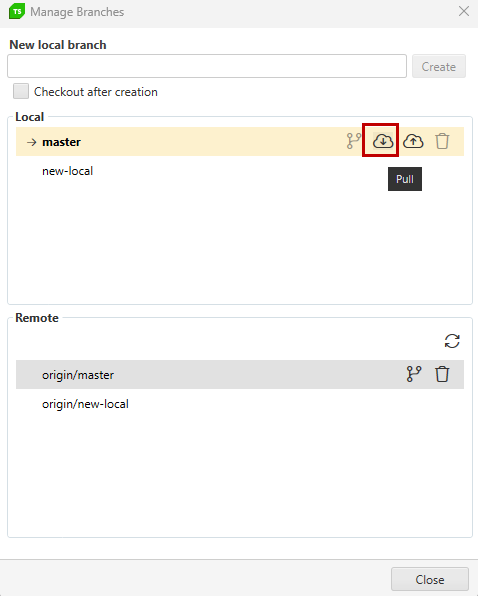 TS Manage Branches
New local branch
Create
Checkout after creation
Local
master
new-local
Pull
Remote
origin/master
origin/new-local
Close